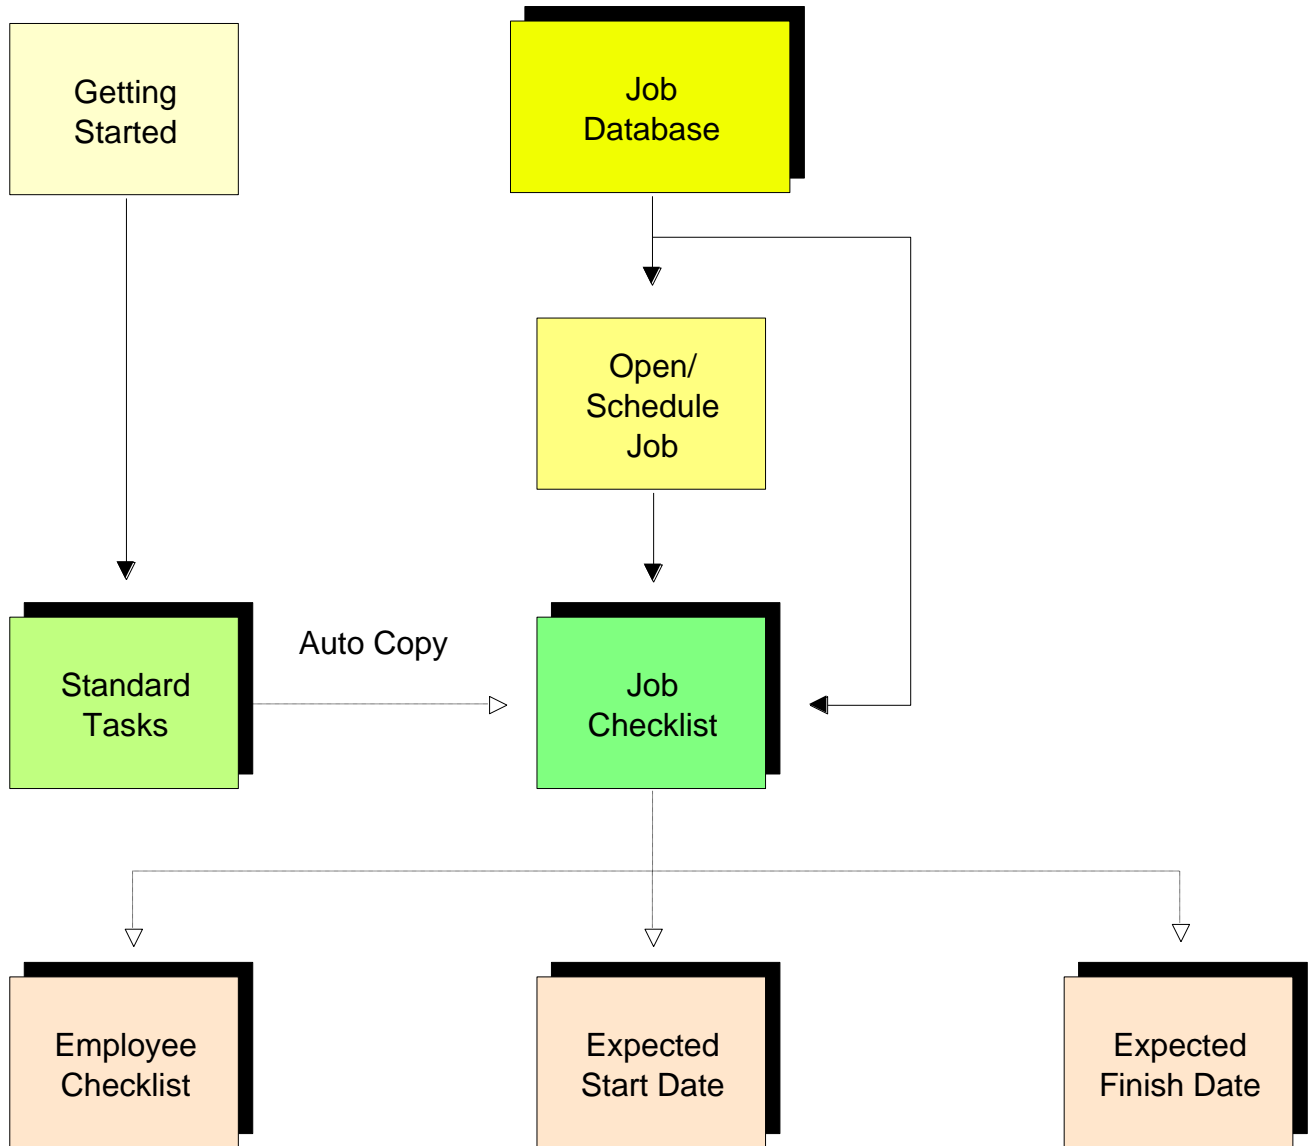 Getting
Started
Job
Database
Open/
Schedule
Job
Auto Copy
Standard
Tasks
Job
Checklist
Employee
Checklist
Expected
Start Date
Expected
Finish Date